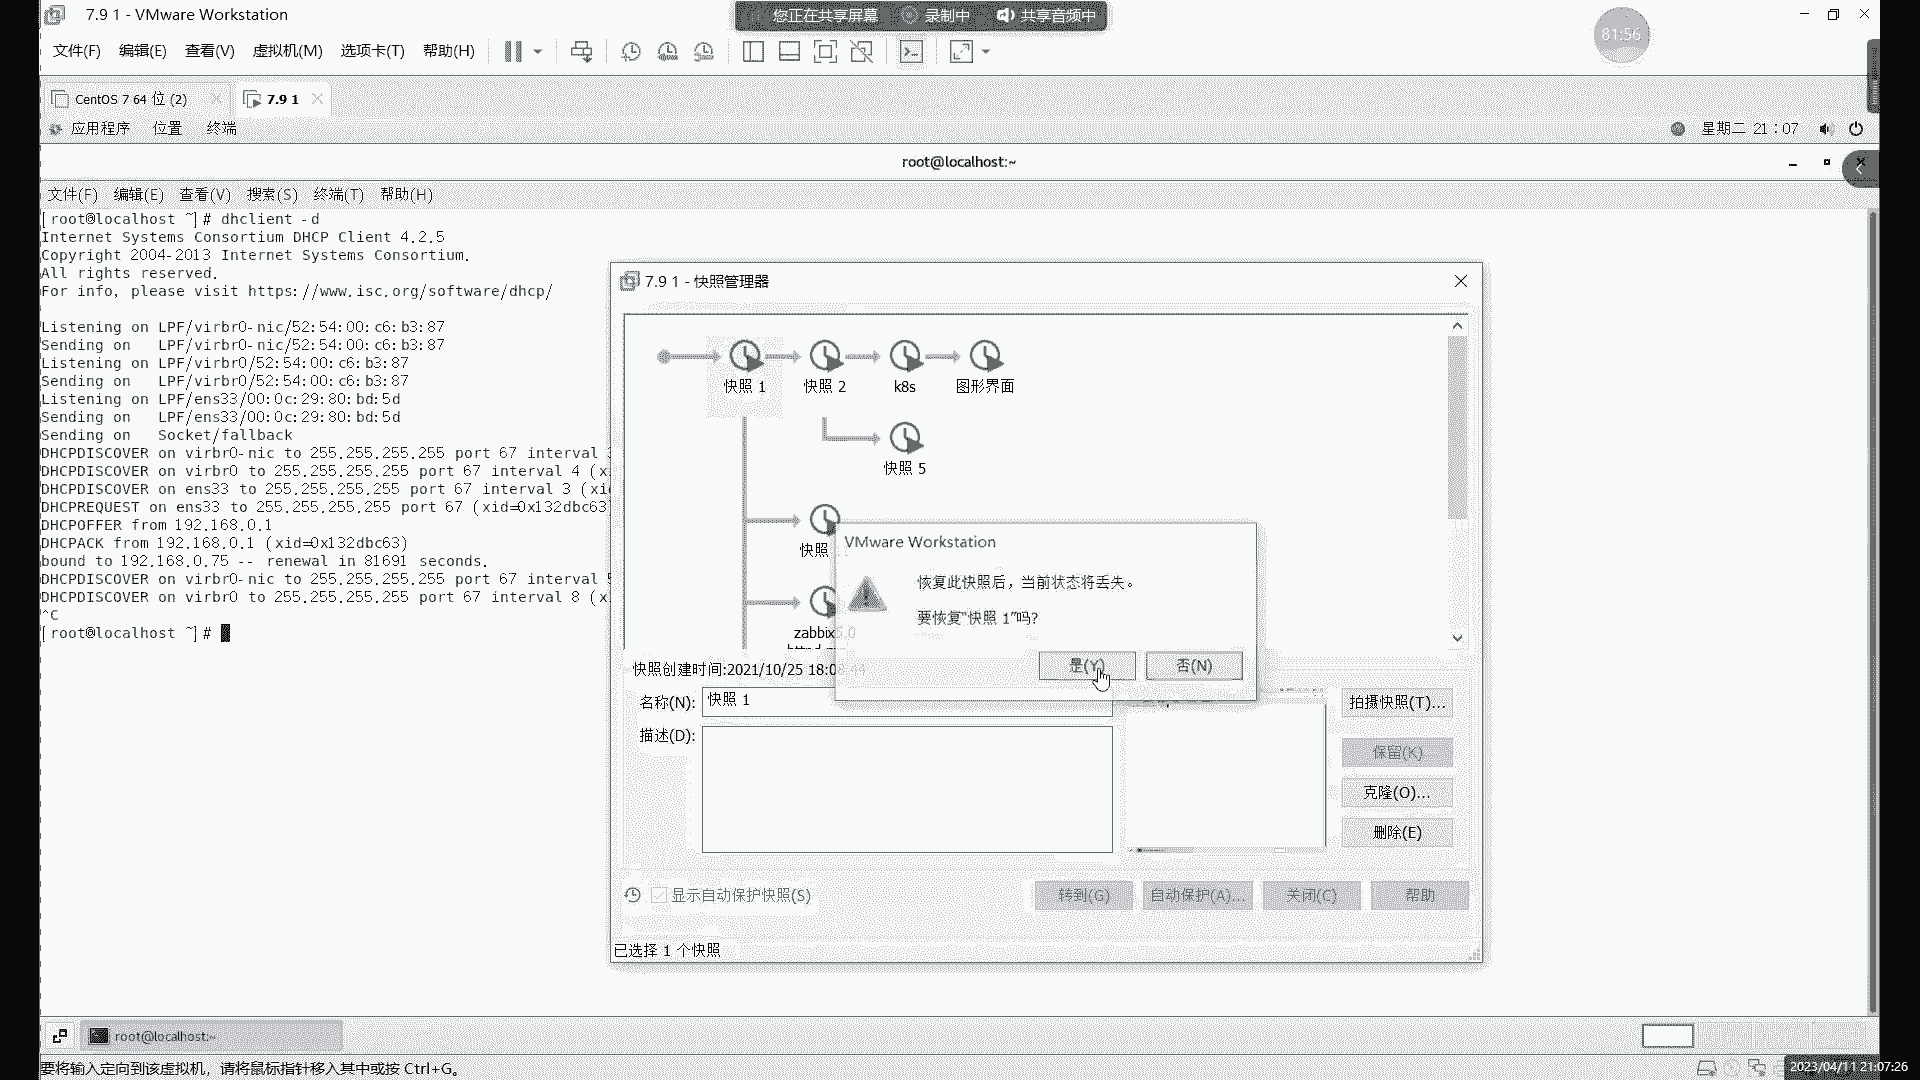 7.9 1 - VMware Workstation
您正在共享屏幕 录制中 共享音频中
81:56
文件(F) 编辑(E) 查看(V) 虚拟机(M) 选项卡(T) 帮助(H)
CentOS 7 64 位 (2)
7.9 1
应用程序 位置 终端
星期二 21：07
root@localhost:~
文件(F) 编辑(E) 查看(V) 搜索(S) 终端(T) 帮助(H)
[root@localhost ~]# dhclient -d
Internet Systems Consortium DHCP Client 4.2.5
Copyright 2004-2013 Internet Systems Consortium.
All rights reserved.
For info, please visit https://www.isc.org/software/dhcp/
Listening on LPF/virbr0-nic/52:54:00:c6:b3:87
Sending on   LPF/virbr0-nic/52:54:00:c6:b3:87
Listening on LPF/virbr0/52:54:00:c6:b3:87
Sending on   LPF/virbr0/52:54:00:c6:b3:87
Listening on LPF/ens33/00:0c:29:80:bd:5d
Sending on   LPF/ens33/00:0c:29:80:bd:5d
Sending on   Socket/fallback
DHCPDISCOVER on virbr0-nic to 255.255.255.255 port 67 interval
DHCPDISCOVER on virbr0 to 255.255.255.255 port 67 interval 4 (x
DHCPDISCOVER on ens33 to 255.255.255.255 port 67 interval 3 (xi
DHCPREQUEST on ens33 to 255.255.255.255 port 67 (xid=0x132dbc63
DHCPOFFER from 192.168.0.1
DHCPACK from 192.168.0.1 (xid=0x132dbc63)
bound to 192.168.0.75 -- renewal in 81691 seconds.
DHCPDISCOVER on virbr0-nic to 255.255.255.255 port 67 interval
DHCPDISCOVER on virbr0 to 255.255.255.255 port 67 interval 8 (x
^C
[root@localhost ~]#
7.9 1 - 快照管理器
快照 1
快照 2
k8s
图形界面
快照 5
快照
zabbix5.0
VMware Workstation
恢复此快照后，当前状态将丢失。
要恢复“快照 1”吗?
是(Y)
否(N)
快照创建时间:2021/10/25 18:0
名称(N): 快照 1
描述(D):
拍摄快照(T)...
保留(K)
克隆(O)...
删除(E)
显示自动保护快照(S)
转到(G)
自动保护(A)...
关闭(C)
帮助
已选择 1 个快照
root@localhost:~
要将输入定向到该虚拟机，请将鼠标指针移入其中或按 Ctrl+G。
2023/04/11 21:07:26